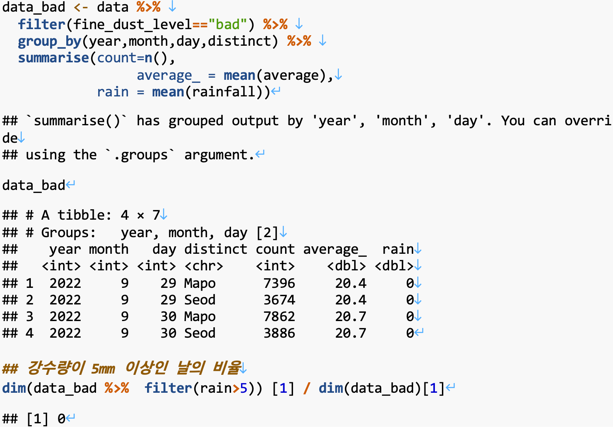 data_bad <- data %>% ↓
filter(fine_dust_level=="bad") %>% ↓
group_by(year,month,day,distinct) %>% ↓
summarise(count=n(),
average_ = mean(average),↓
rain = mean(rainfall))↵
## `summarise()` has grouped output by 'year', 'month', 'day'. You can overri
de↓
## using the `.groups` argument.↵
data_bad↵
## # A tibble: 4 × 7↓
## # Groups:   year, month, day [2]↓
##    year month   day distinct count average_  rain↓
##   <int> <int> <int> <chr>    <int>    <dbl> <dbl>↓
## 1  2022     9    29 Mapo      7396     20.4     0↓
## 2  2022     9    29 Seod      3674     20.4     0↓
## 3  2022     9    30 Mapo      7862     20.7     0↓
## 4  2022     9    30 Seod      3886     20.7     0↵
## 강수량이 5mm 이상인 날의 비율↓
dim(data_bad %>%  filter(rain>5)) [1] / dim(data_bad)[1]↵
## [1] 0↵